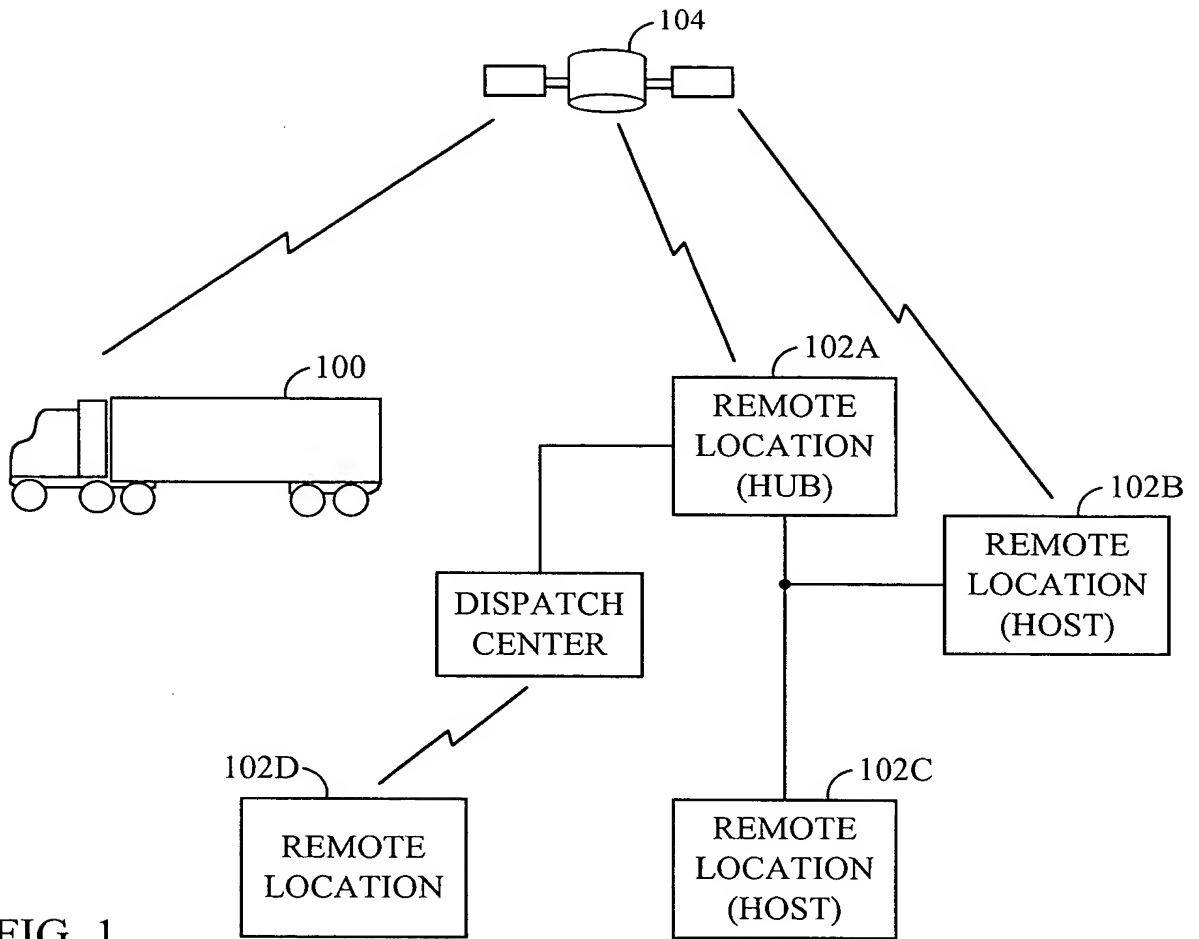 104
100
102A
REMOTE
LOCATION
(HUB)
102B
REMOTE
LOCATION
(HOST)
DISPATCH
CENTER
102D
REMOTE
LOCATION
102C
REMOTE
LOCATION
(HOST)
FIG. 1